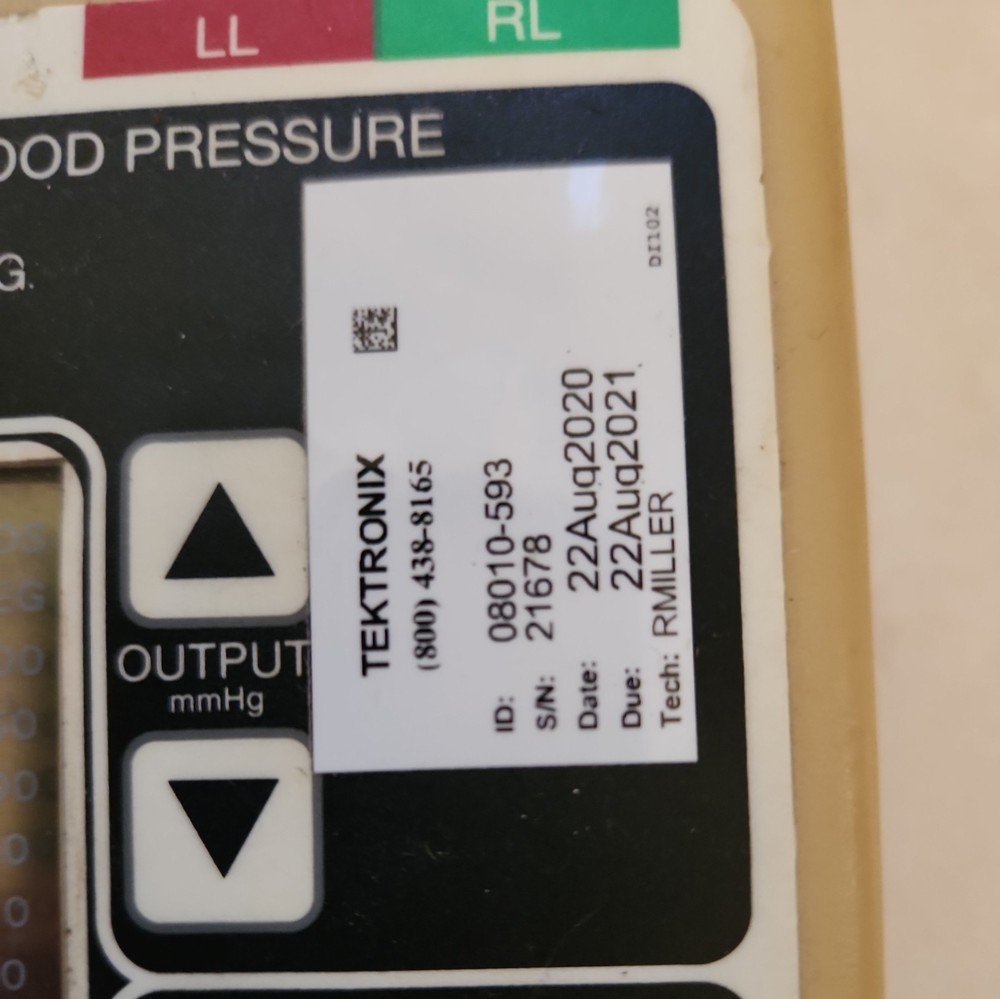 LL
RL
OOD PRESSURE
G.
OUTPUT
mmHg
TEKTRONIX
(800) 438-8165
ID: 08010-593
S/N: 21678
Date: 22Aug2020
Due: 22Aug2021
Tech: RMILLER
DI102